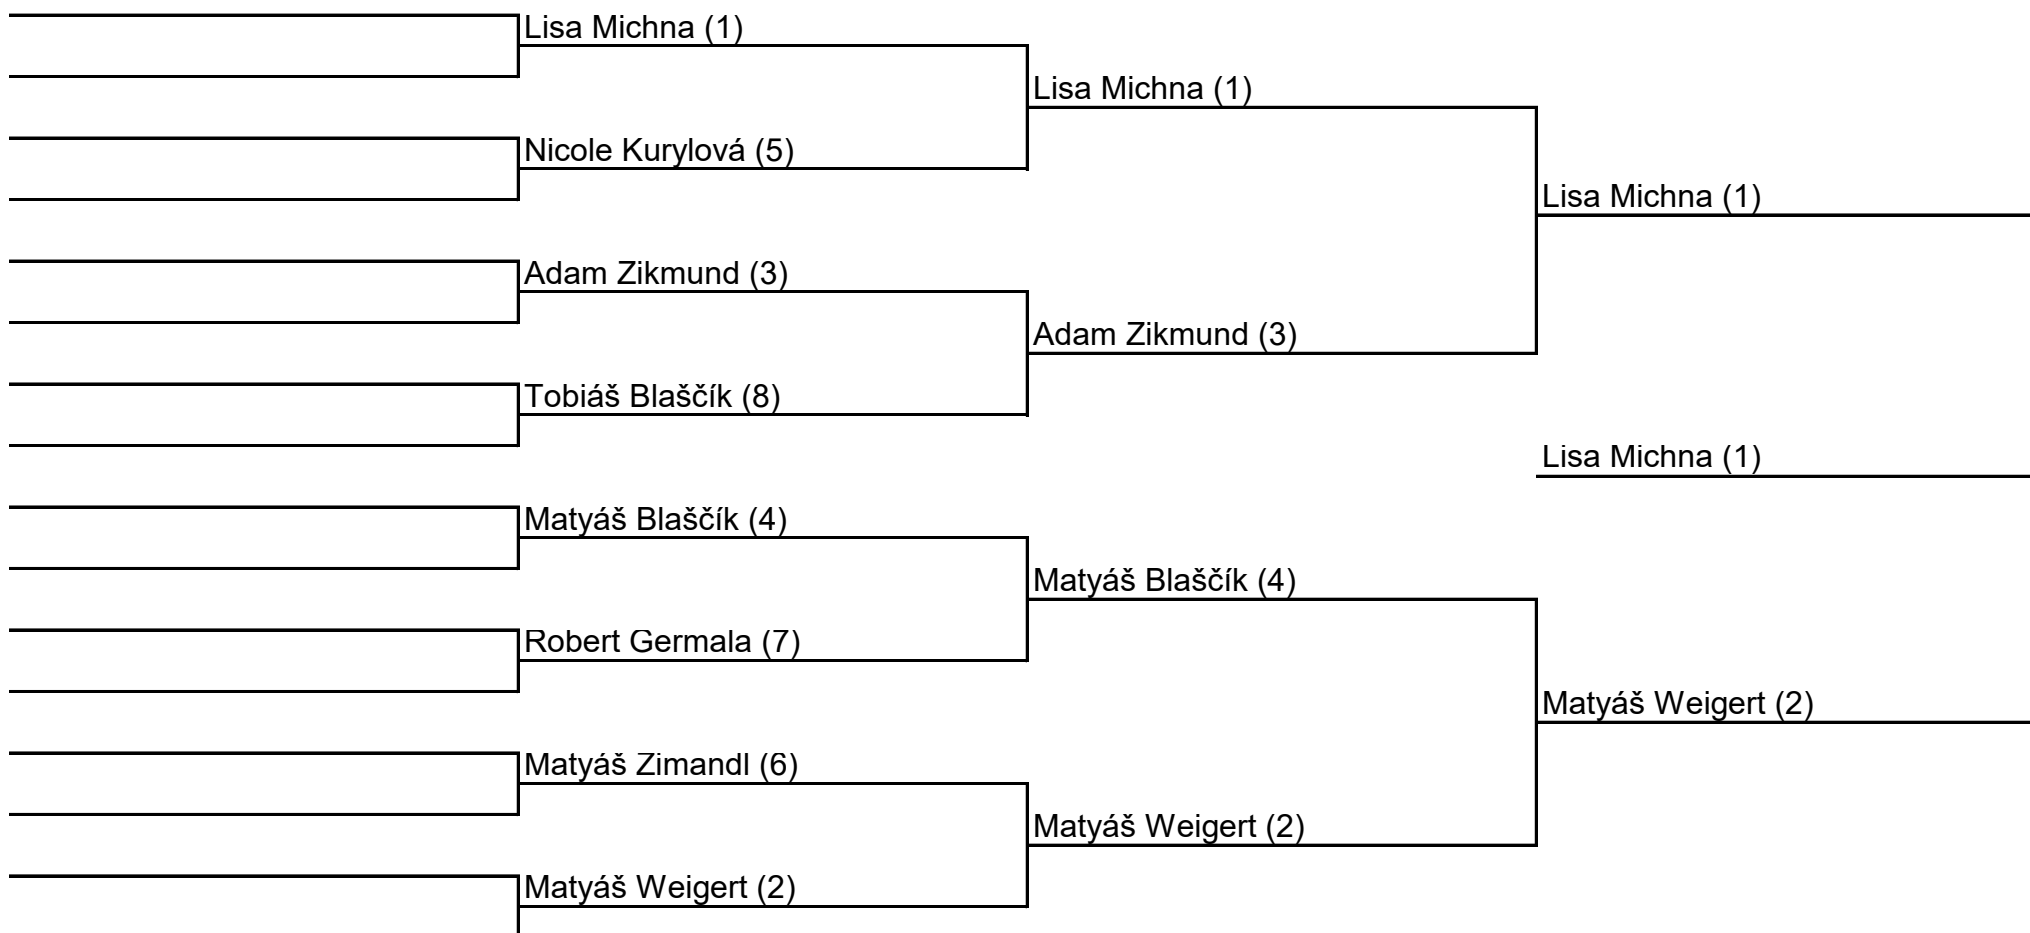 Lisa Michna (1)
Lisa Michna (1)
Nicole Kurylová (5)
Lisa Michna (1)
Adam Zikmund (3)
Adam Zikmund (3)
Tobiáš Blaščík (8)
Lisa Michna (1)
Matyáš Blaščík (4)
Matyáš Blaščík (4)
Robert Germala (7)
Matyáš Weigert (2)
Matyáš Zimandl (6)
Matyáš Weigert (2)
Matyáš Weigert (2)